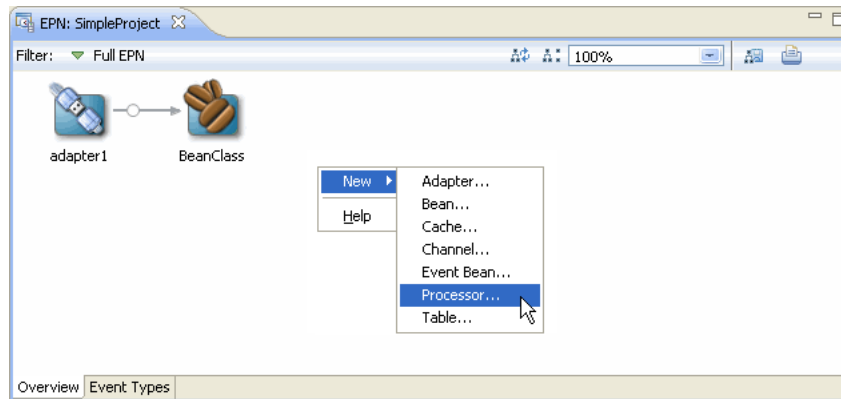 EPN: SimpleProject
Filter: Full EPN 100%
adapter1 BeanClass
New Adapter...
Bean...
Help
Cache...
Channel...
Event Bean...
Processor...
Table...
Overview Event Types